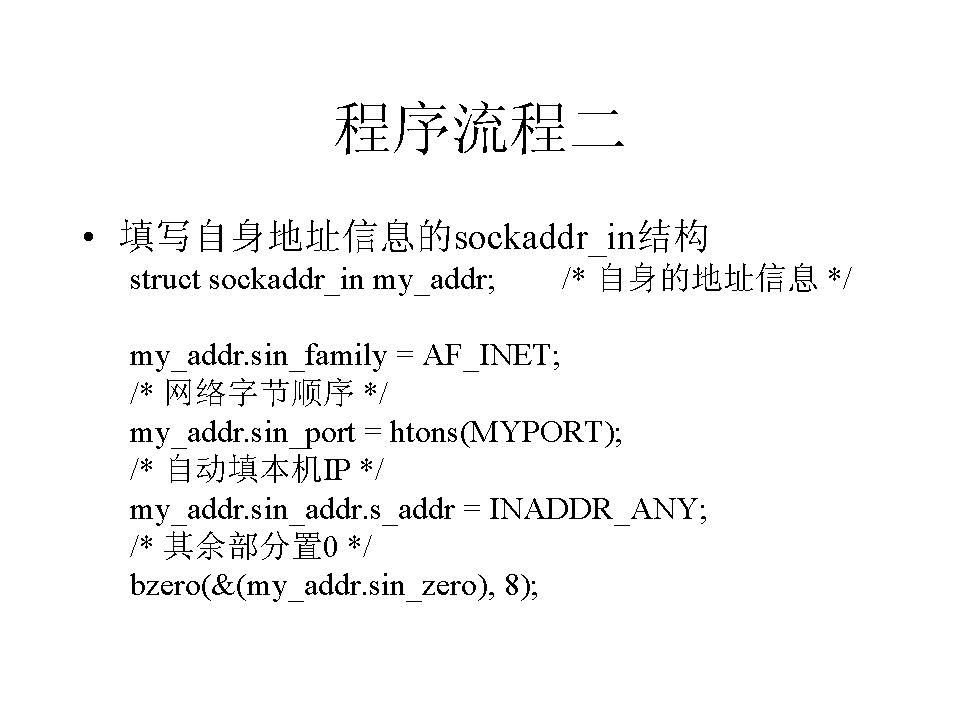 程序流程二
• 填写自身地址信息的sockaddr_in结构
struct sockaddr_in my_addr; /* 自身的地址信息 */
my_addr.sin_family = AF_INET;
/* 网络字节顺序 */
my_addr.sin_port = htons(MYPORT);
/* 自动填本机IP */
my_addr.sin_addr.s_addr = INADDR_ANY;
/* 其余部分置0 */
bzero(&(my_addr.sin_zero), 8);